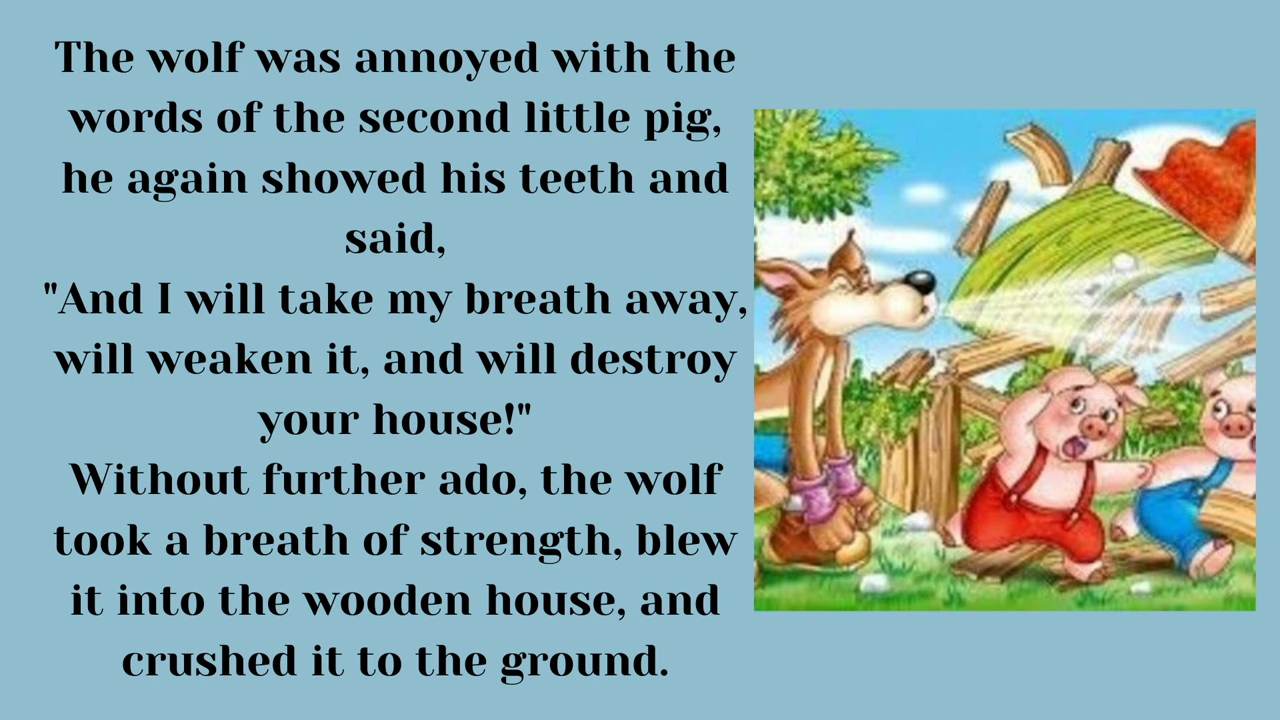 The wolf was annoyed with the
words of the second little pig,
he again showed his teeth and
said,
"And I will take my breath away,
will weaken it, and will destroy
your house!"
Without further ado, the wolf
took a breath of strength, blew
it into the wooden house, and
crushed it to the ground.